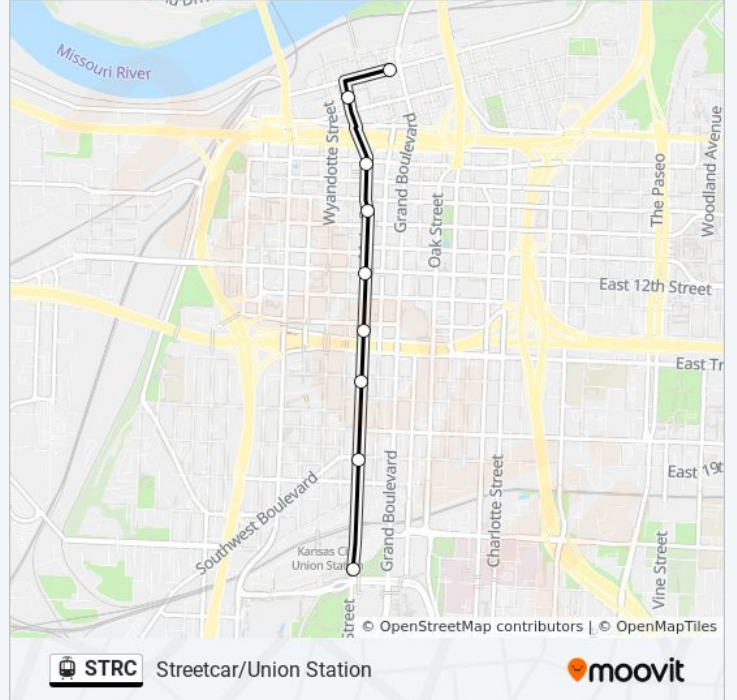 Missouri River
Wyandotte Street
Grand Boulevard
Oak Street
The Paseo
Woodland Avenue
East 12th Street
East Tr
East 19t
Southwest Boulevard
Grand Boulevard
Charlotte Street
Vine Street
Kansas Ci
Union Stati
Street
© OpenStreetMap contributors | © OpenMapTiles
STRC Streetcar/Union Station
moovit